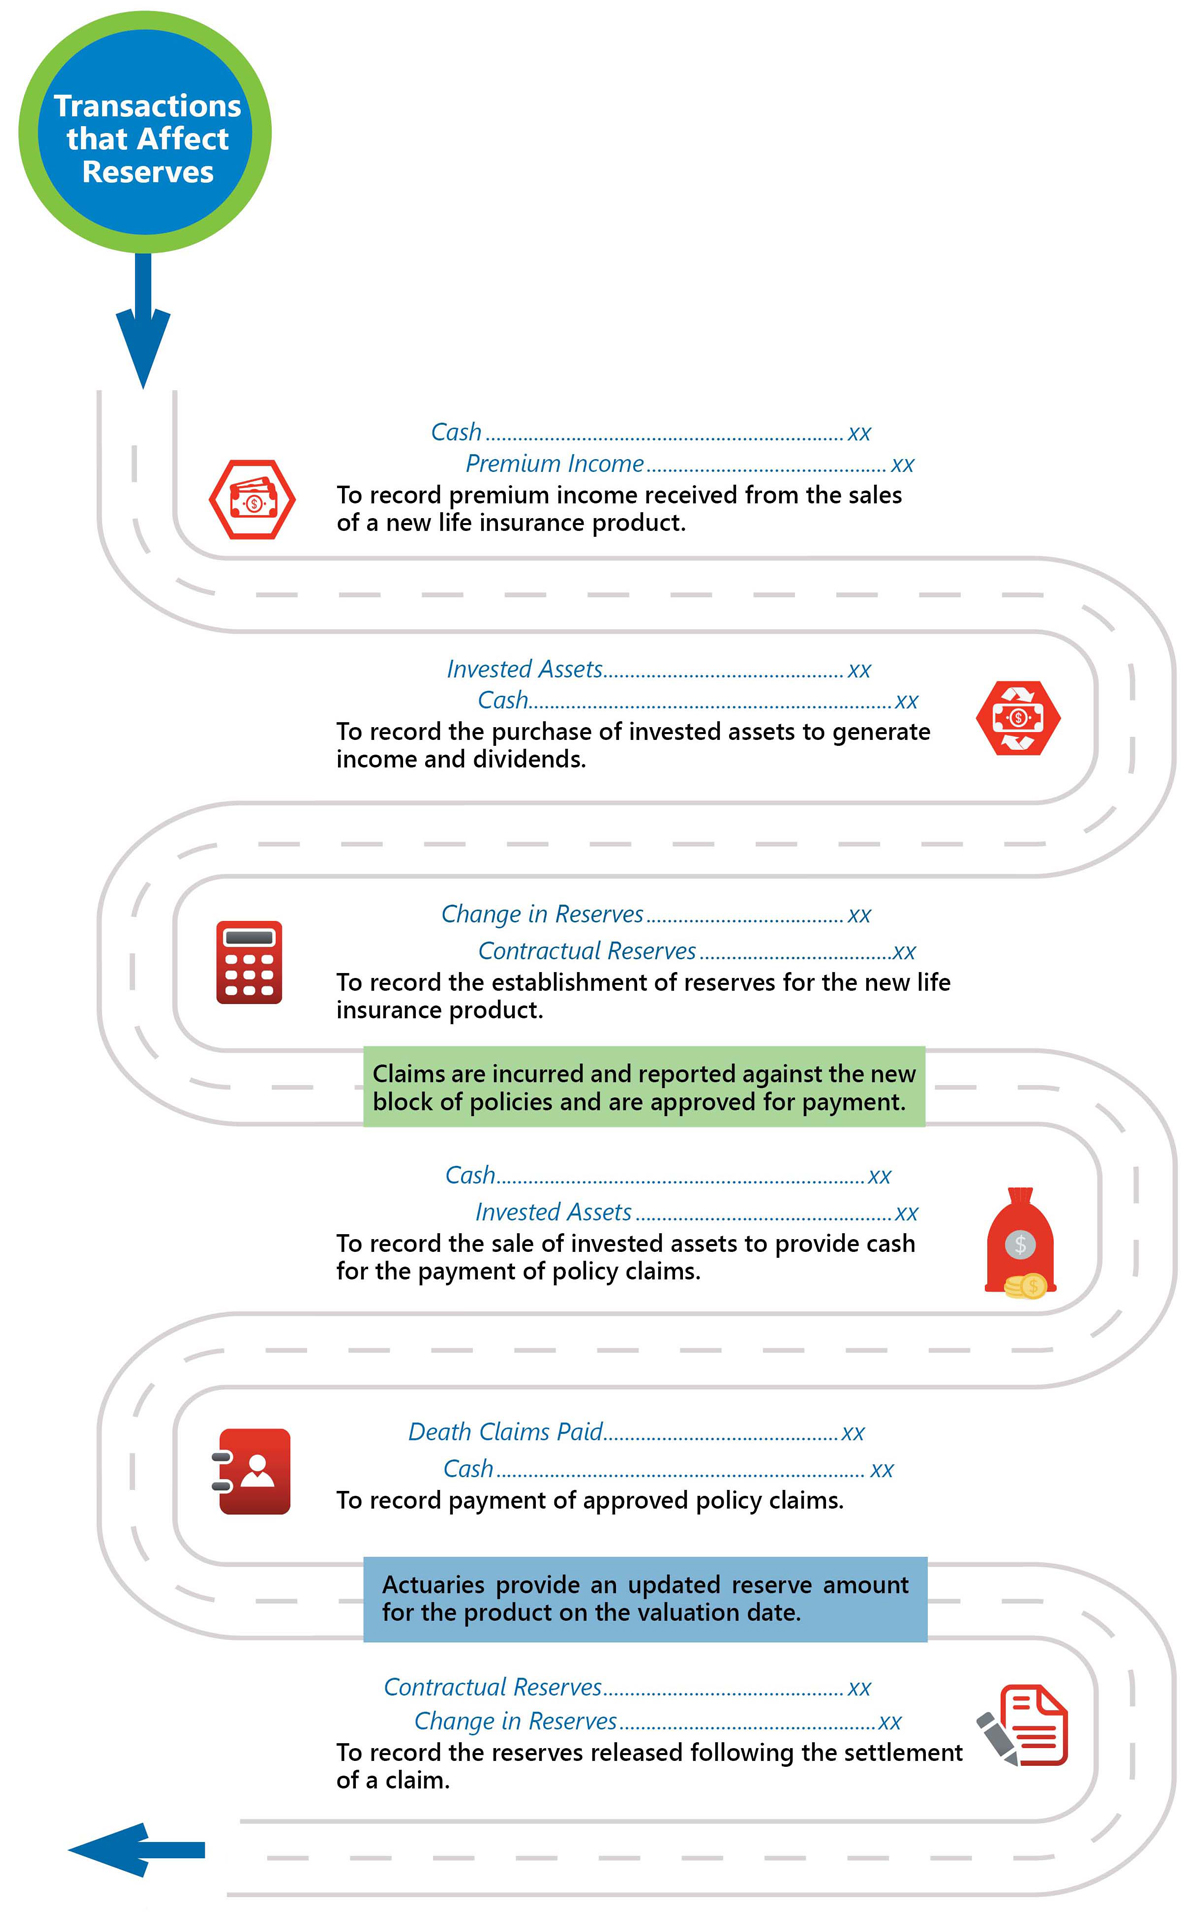 Transactions
that Affect
Reserves
Cash........................................................................xx
Premium Income................................................xx
To record premium income received from the sales
of a new life insurance product.
Invested Assets................................................xx
Cash........................................................................xx
To record the purchase of invested assets to generate
income and dividends.
Change in Reserves........................................xx
Contractual Reserves......................................xx
To record the establishment of reserves for the new life
insurance product.
Claims are incurred and reported against the new
block of policies and are approved for payment.
Cash.........................................................................xx
Invested Assets...................................................xx
To record the sale of invested assets to provide cash
for the payment of policy claims.
Death Claims Paid..............................................xx
Cash.........................................................................xx
To record payment of approved policy claims.
Actuaries provide an updated reserve amount
for the product on the valuation date.
Contractual Reserves................................................xx
Change in Reserves...................................................xx
To record the reserves released following the settlement
of a claim.
$
$
$
$